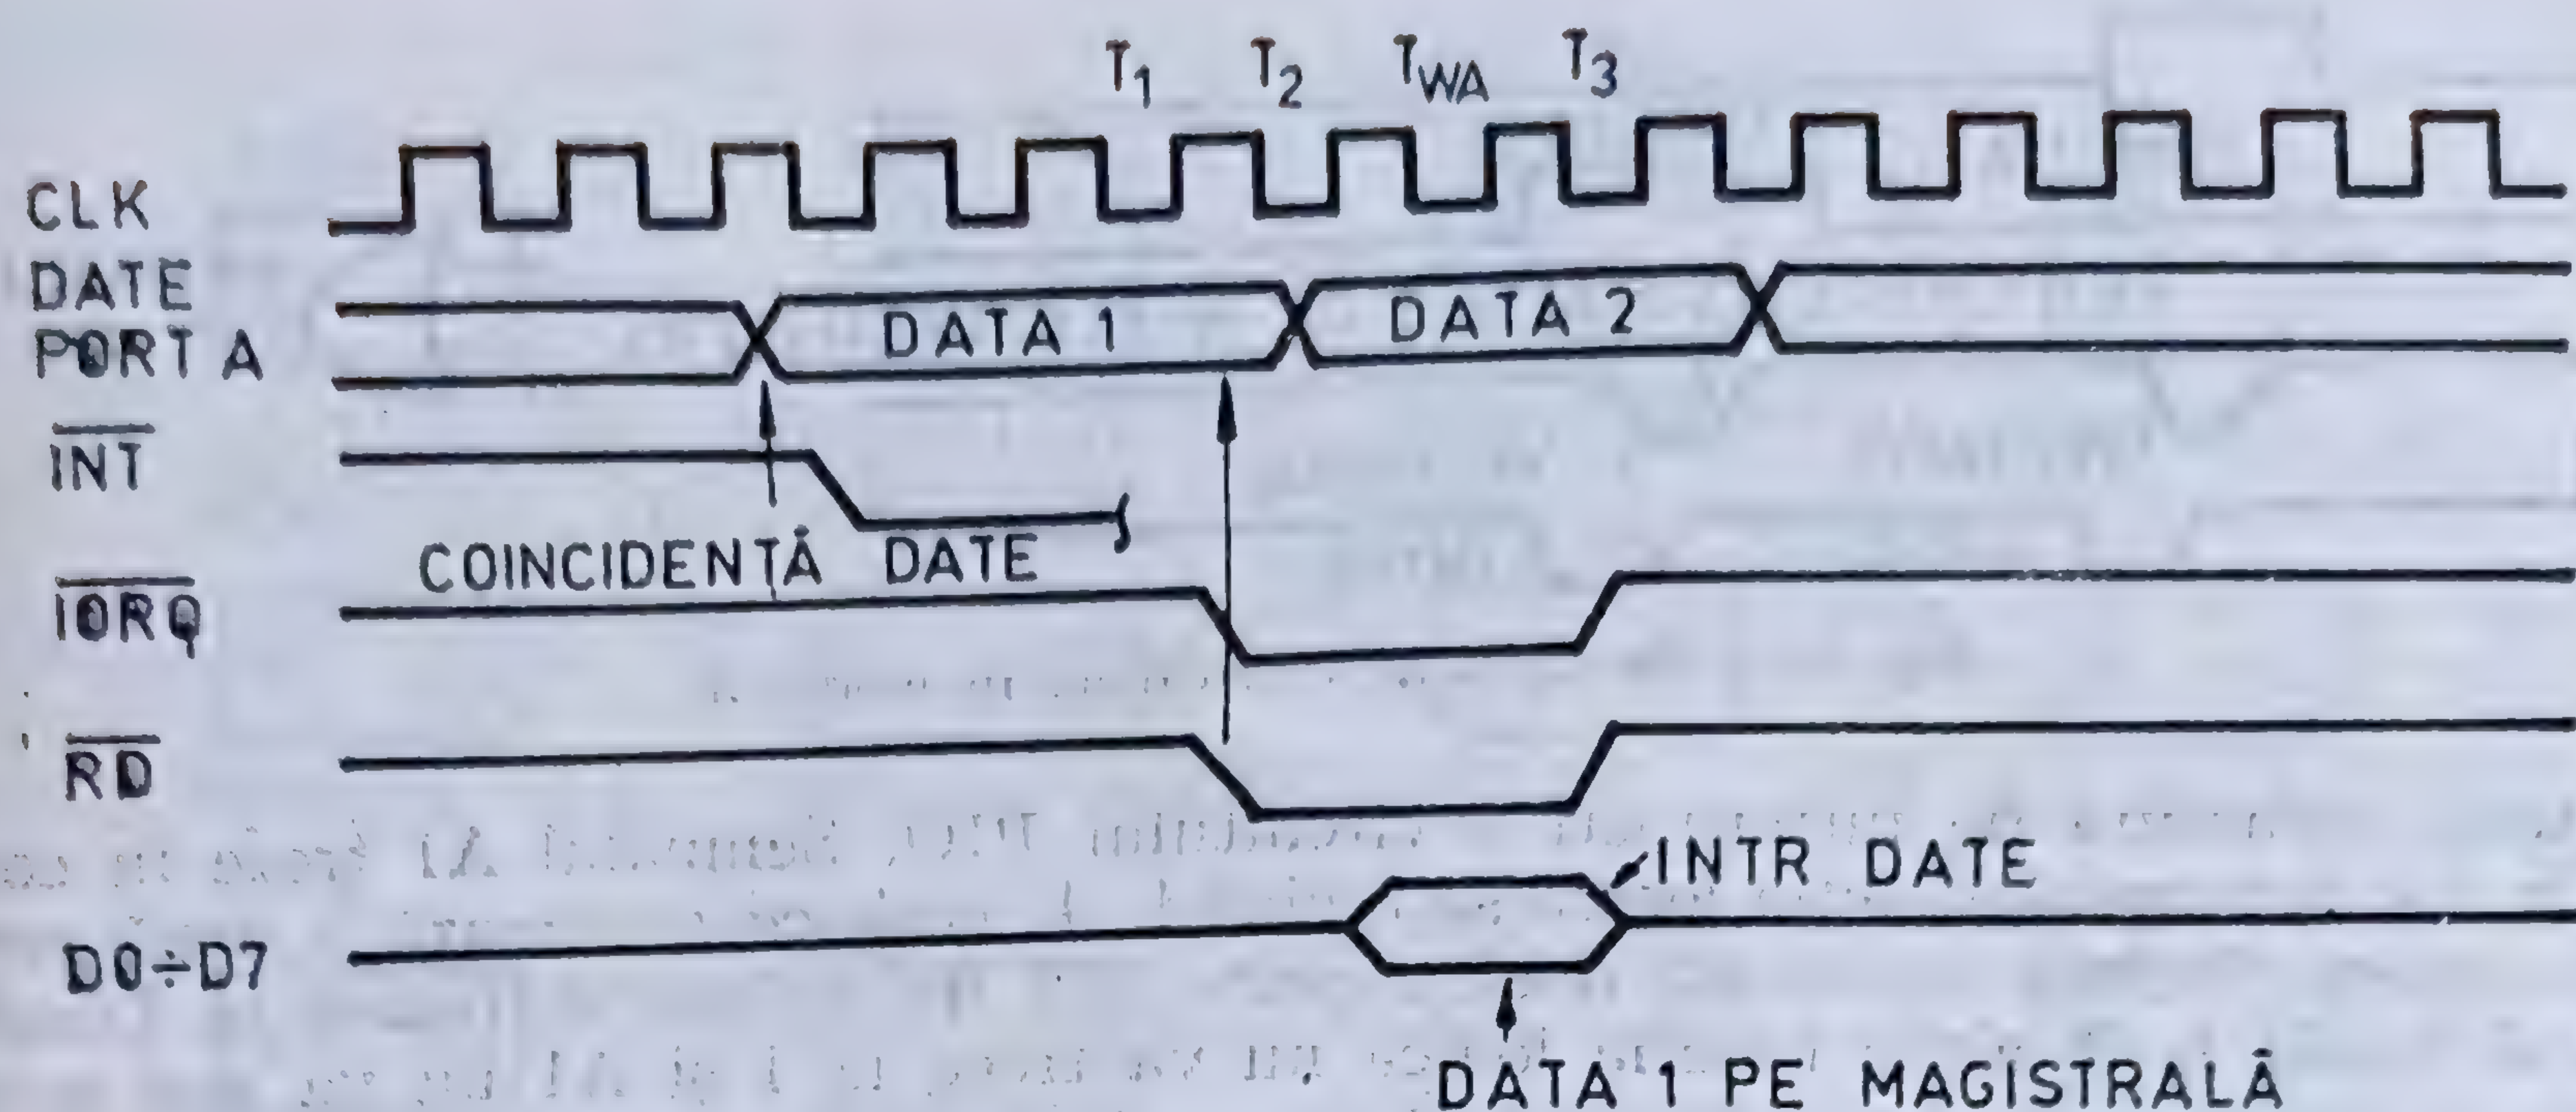 T1 T2 TWA T3
CLK
DATE
PORT A
DATA 1
DATA 2
INT
COINCIDENȚĂ DATE
IORQ
RD
INTR DATE
D0÷D7
DATA 1 PE MAGISTRALĂ